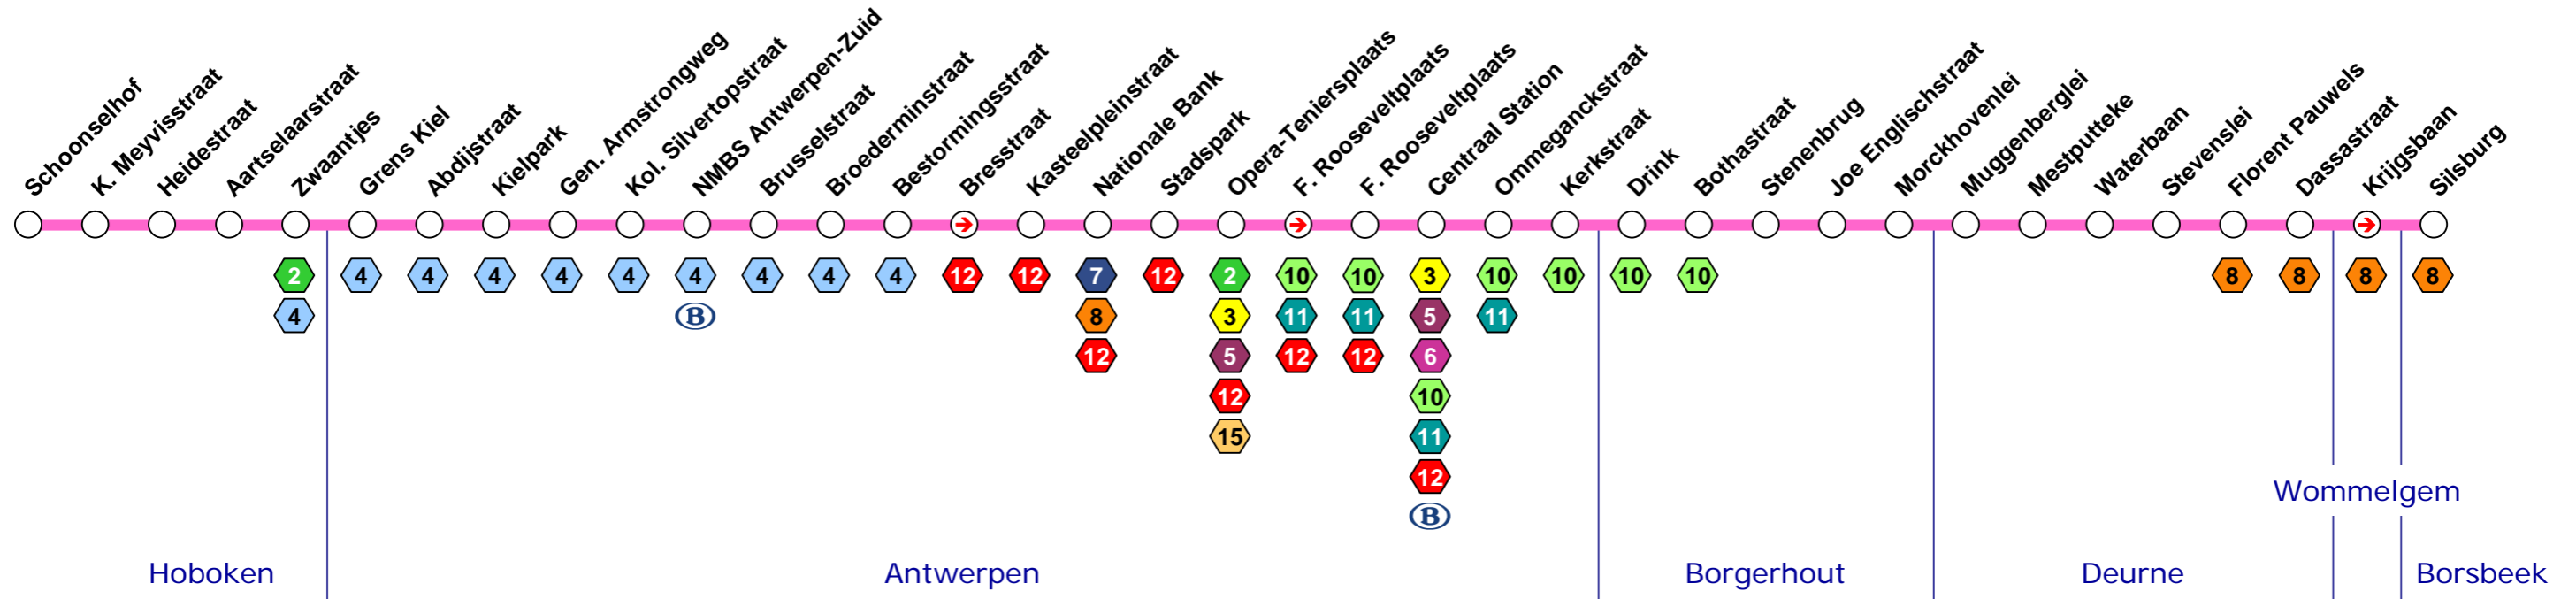 Schoonselhof
K. Meyvisstraat
Heidestraat
Aartselaarstraat
Zwaantjes
Grens Kiel
Abdijstraat
Kielpark
Gen. Armstrongweg
Kol. Silvertopstraat
NMBS Antwerpen-Zuid
Brusselstraat
Broederminstraat
Bestormingsstraat
Bresstraat
Kasteelpleinstraat
Nationale Bank
Stadspark
Opera-Teniersplaats
F. Rooseveltplaats
F. Rooseveltplaats
Centraal Station
Ommeganckstraat
Kerkstraat
Drink
Bothastraat
Stenenbrug
Joe Englischstraat
Morckhovenlei
Muggenberglei
Mestputteke
Waterbaan
Stevenslei
Florent Pauwels
Dassastraat
Krijgsbaan
Silsburg
2 4 4 4 4 4 4 4 4 4 12 12 7 12 2 10 10 3 10 10 10 10 8 8 8 8
4 B 8 3 11 11 5 11
12 5 12 12 6
12 10
15 11
12
B
Wommelgem
Hoboken Antwerpen Borgerhout Deurne Borsbeek